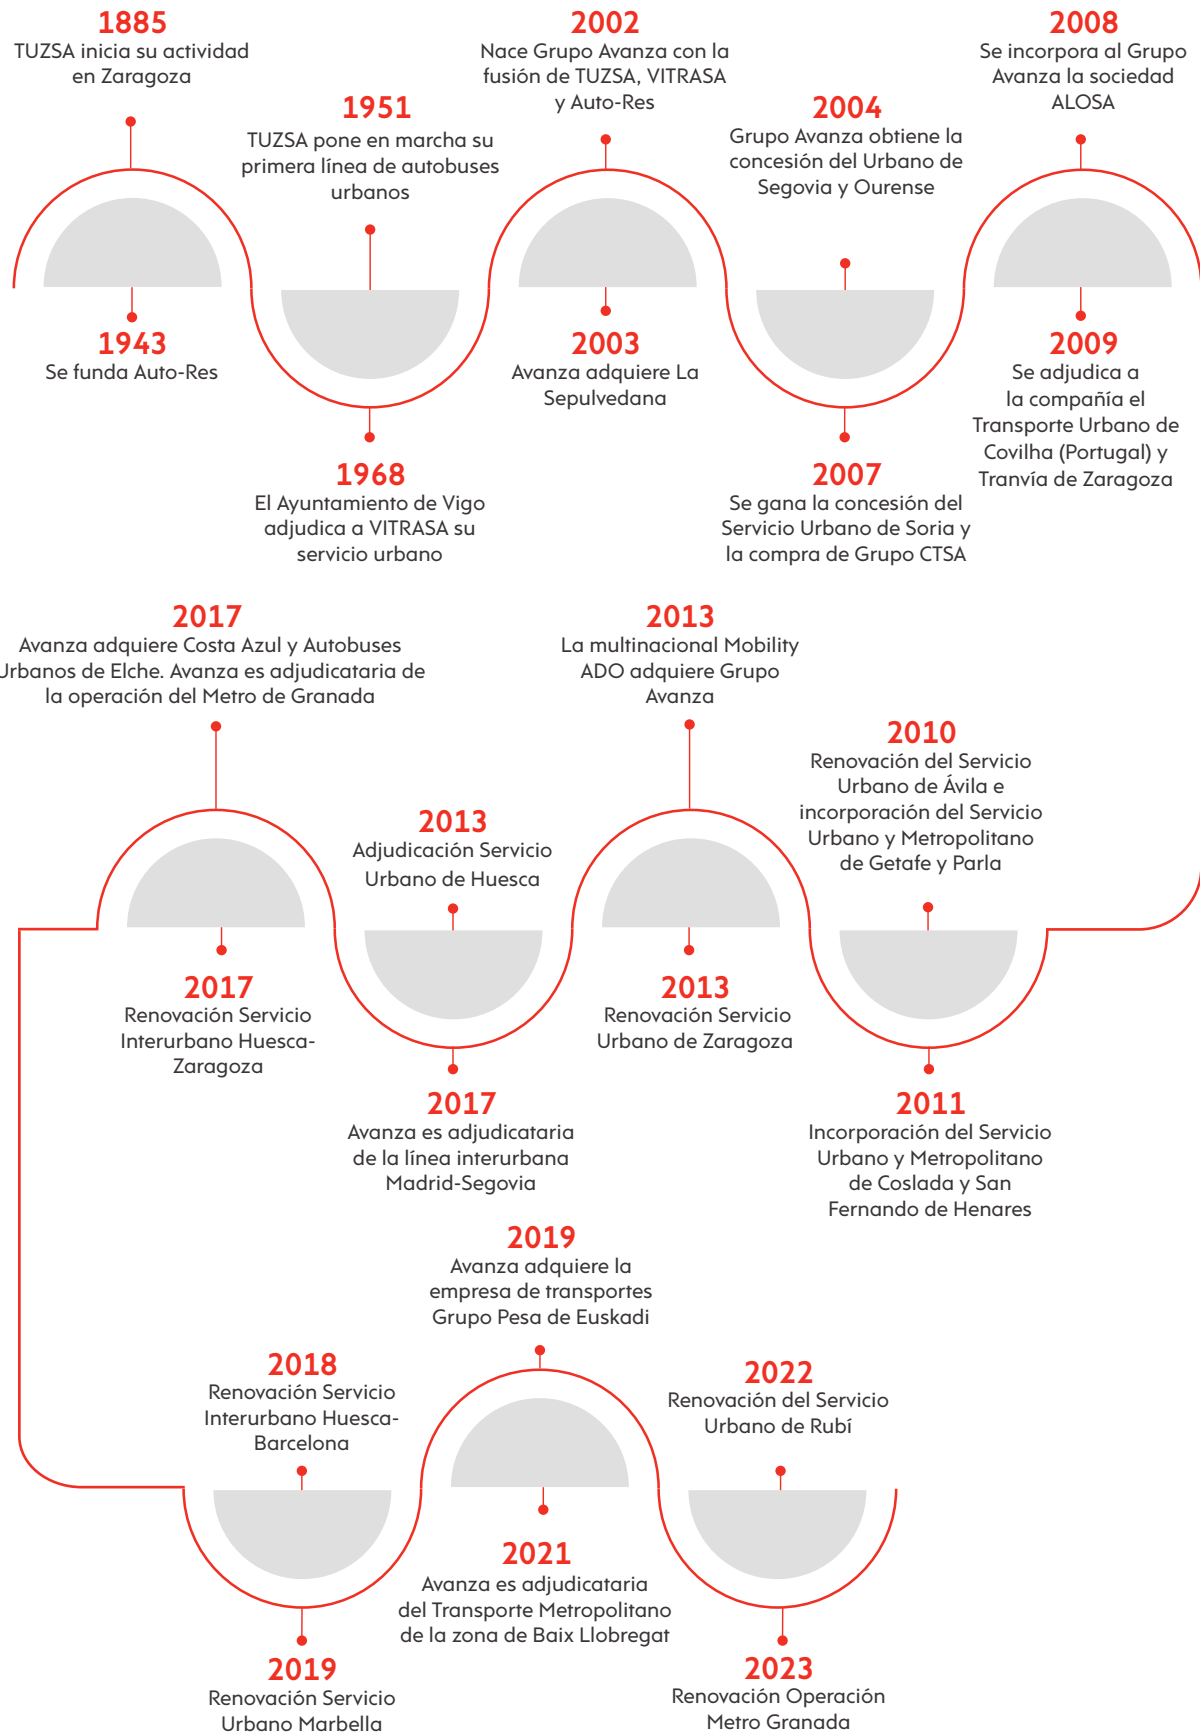 1885
TUZSA inicia su actividad
en Zaragoza
1943
Se funda Auto-Res
1951
TUZSA pone en marcha su
primera línea de autobuses
urbanos
1968
El Ayuntamiento de Vigo
adjudica a VITRASA su
servicio urbano
2002
Nace Grupo Avanza con la
fusión de TUZSA, VITRASA
y Auto-Res
2003
Avanza adquiere La
Sepulvedana
2004
Grupo Avanza obtiene la
concesión del Urbano de
Segovia y Ourense
2007
Se gana la concesión del
Servicio Urbano de Soria y
la compra de Grupo CTSA
2008
Se incorpora al Grupo
Avanza la sociedad
ALOSA
2009
Se adjudica a
la compañía el
Transporte Urbano de
Covilha (Portugal) y
Tranvía de Zaragoza
2010
Renovación del Servicio
Urbano de Ávila e
incorporación del Servicio
Urbano y Metropolitano
de Getafe y Parla
2011
Incorporación del Servicio
Urbano y Metropolitano
de Coslada y San
Fernando de Henares
2013
La multinacional Mobility
ADO adquiere Grupo
Avanza
2013
Renovación Servicio
Urbano de Zaragoza
2013
Adjudicación Servicio
Urbano de Huesca
2017
Avanza es adjudicataria
de la línea interurbana
Madrid-Segovia
2017
Avanza adquiere Costa Azul y Autobuses
Urbanos de Elche. Avanza es adjudicataria de
la operación del Metro de Granada
2017
Renovación Servicio
Interurbano Huesca-
Zaragoza
2018
Renovación Servicio
Interurbano Huesca-
Barcelona
2019
Renovación Servicio
Urbano Marbella
2019
Avanza adquiere la
empresa de transportes
Grupo Pesa de Euskadi
2021
Avanza es adjudicataria
del Transporte Metropolitano
de la zona de Baix Llobregat
2022
Renovación del Servicio
Urbano de Rubí
2023
Renovación Operación
Metro Granada